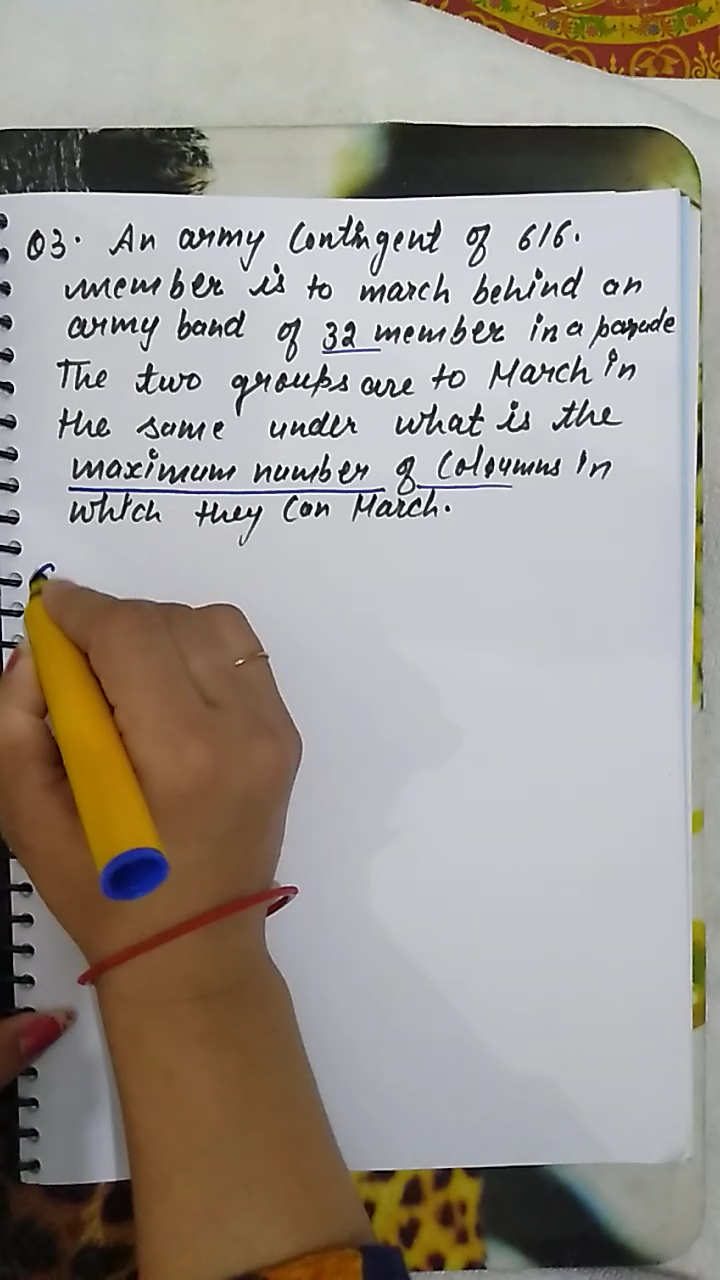 Q3. An army Contingent of 616.
member is to march behind an
army band of 32 member in a parade
The two groups are to March in
the same under what is the
maximum number of Coloumns in
which they Can March.